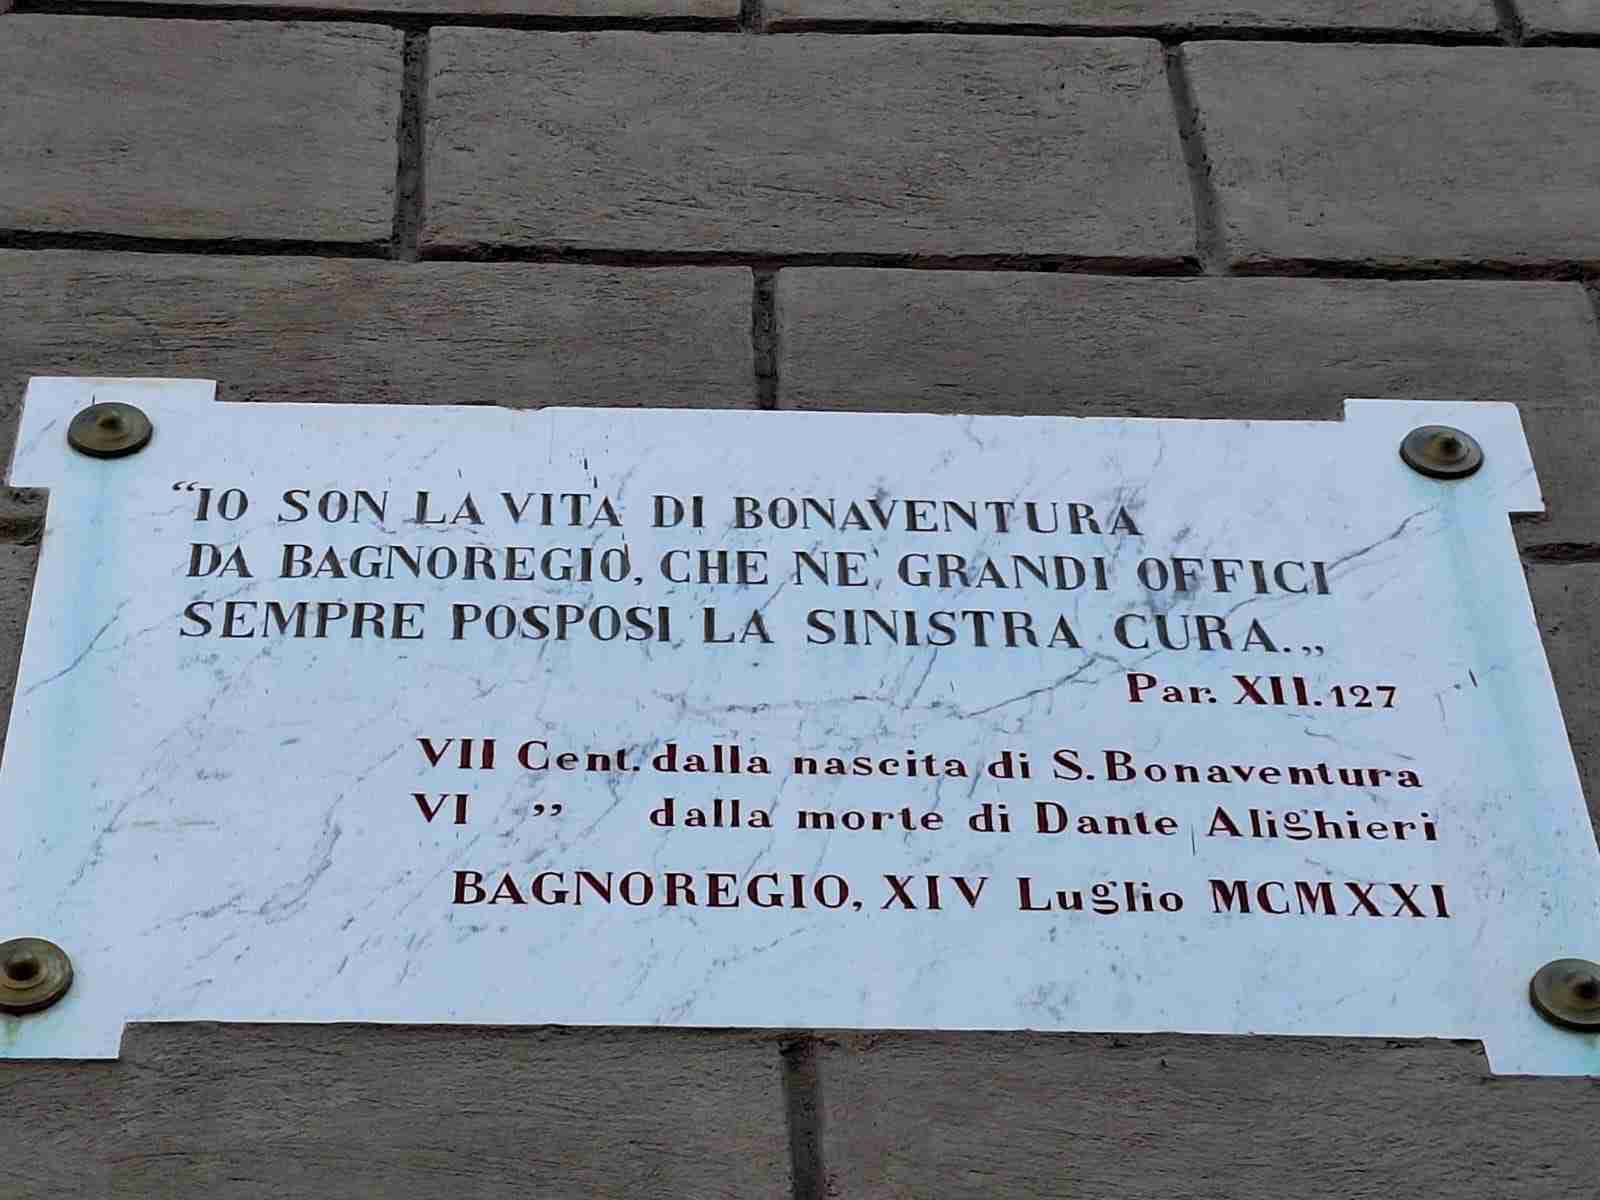 “IO SON LA VITA DI BONAVENTURA
DA BAGNOREGIO, CHE NE' GRANDI OFFICI
SEMPRE POSPOSI LA SINISTRA CURA.„
Par. XII.127
VII Cent. dalla nascita di S. Bonaventura
VI ” dalla morte di Dante Alighieri
BAGNOREGIO, XIV Luglio MCMXXI